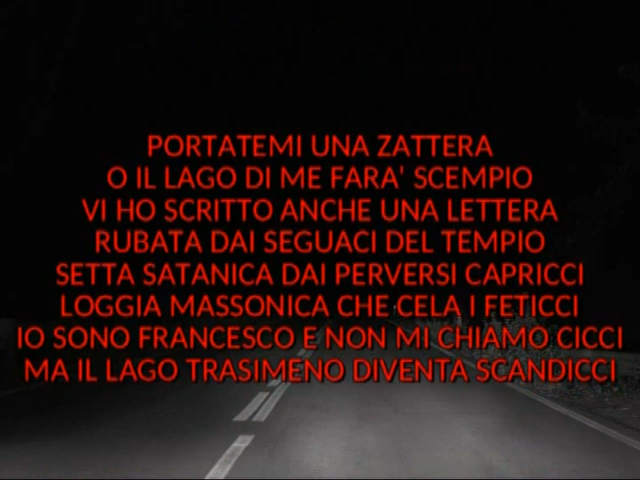 PORTATEMI UNA ZATTERA
O IL LAGO DI ME FARA' SCEMPIO
VI HO SCRITTO ANCHE UNA LETTERA
RUBATA DAI SEGUACI DEL TEMPIO
SETTA SATANICA DAI PERVERSI CAPRICCI
LOGGIA MASSONICA CHE CELA I FETICCI
IO SONO FRANCESCO E NON MI CHIAMO CICCI
MA IL LAGO TRASIMENO DIVENTA SCANDICCI